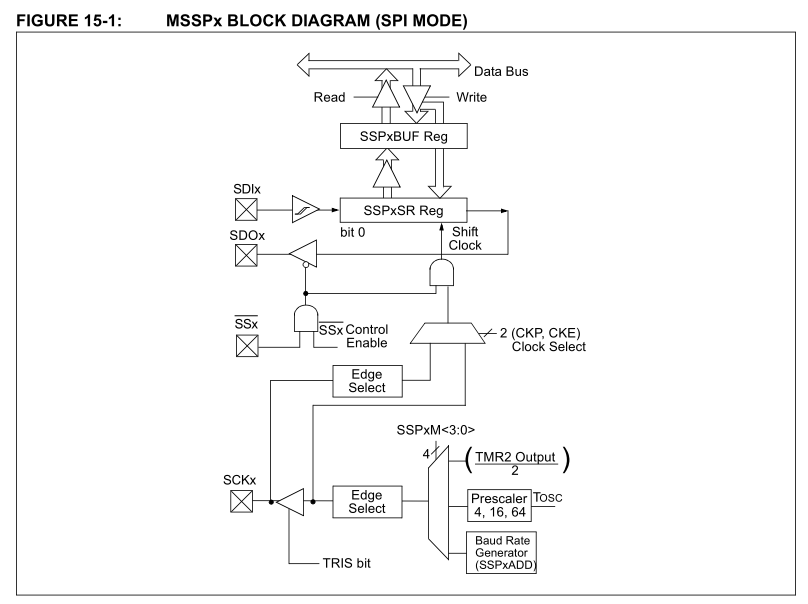 FIGURE 15-1: MSSPx BLOCK DIAGRAM (SPI MODE)
Data Bus
Read
Write
SSPxBUF Reg
SDIx
SSPxSR Reg
bit 0
Shift
Clock
SDOx
SSx
SSx Control
Enable
2 (CKP, CKE)
Clock Select
Edge
Select
SSPxM<3:0>
4
(TMR2 Output)
2
SCKx
Edge
Select
Prescaler
4, 16, 64
TOSC
Baud Rate
Generator
(SSPxADD)
TRIS bit